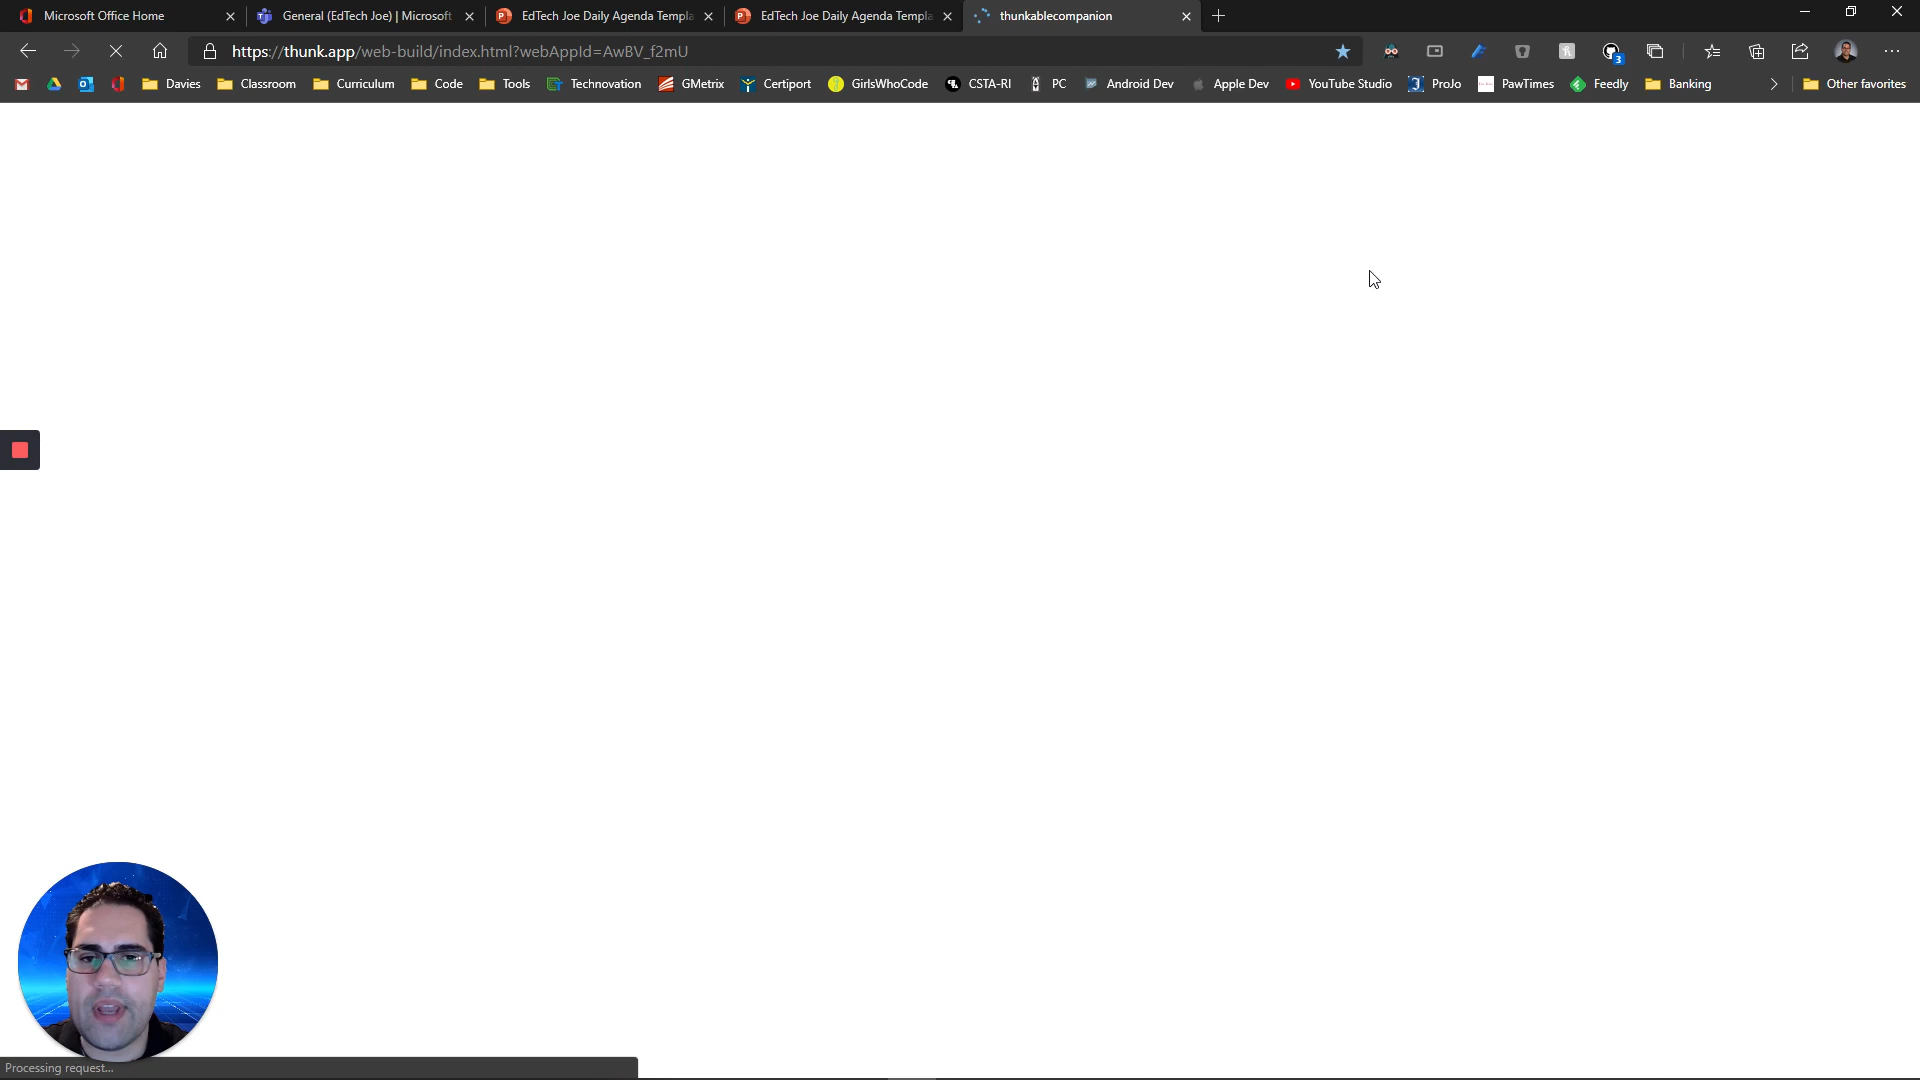 Microsoft Office Home
General (EdTech Joe) | Microsoft
EdTech Joe Daily Agenda Templa
EdTech Joe Daily Agenda Templa
thunkablecompanion
https://thunk.app/web-build/index.html?webAppId=AwBV_f2mU
3
Davies
Classroom
Curriculum
Code
Tools
Technovation
GMetrix
Certiport
GirlsWhoCode
CSTA-RI
PC
Android Dev
Apple Dev
YouTube Studio
ProJo
PawTimes
Feedly
Banking
Other favorites
Processing request...